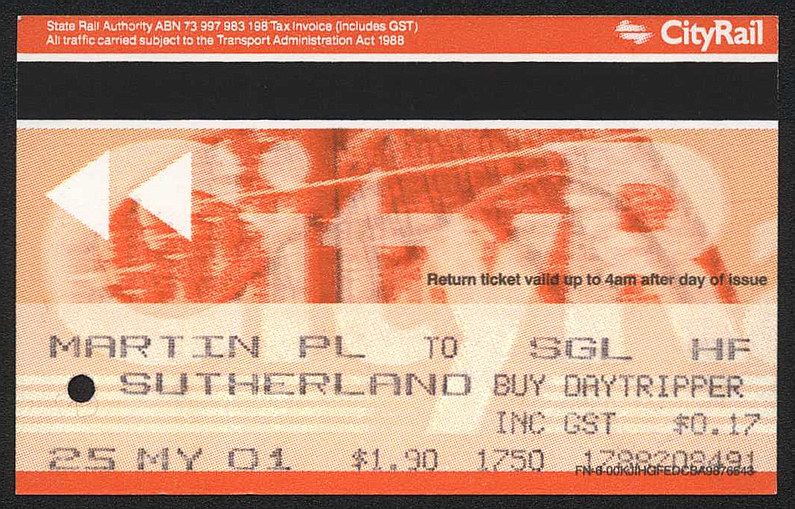 State Rail Authority ABN 73 997 983 198 Tax Invoice (includes GST)
All traffic carried subject to the Transport Administration Act 1988
CityRail
CityRa
Return ticket valid up to 4am after day of issue
MARTIN PL TO SGL HF
SUTHERLAND BUY DAYTRIPPER
INC GST $0.17
25 MY 01 $1.90 1750 1788208491